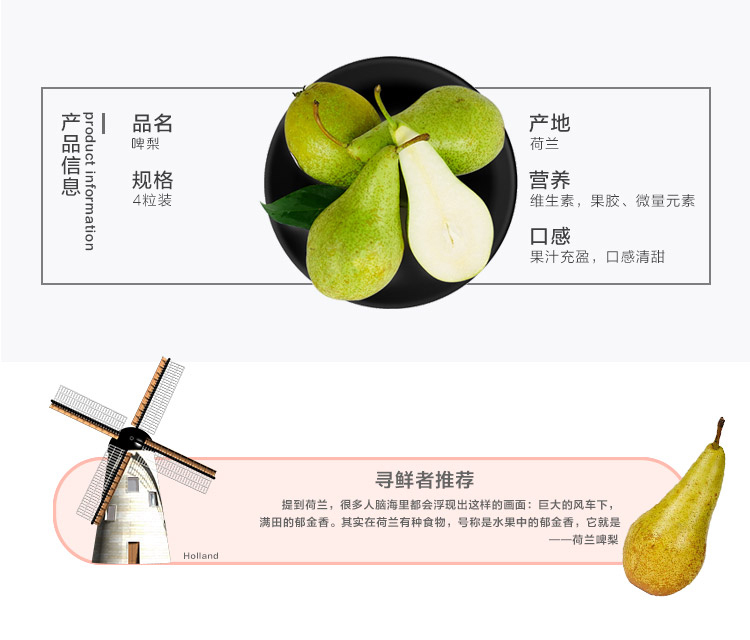 产品信息
product information
品名
啤梨
规格
4粒装
产地
荷兰
营养
维生素，果胶、微量元素
口感
果汁充盈，口感清甜
寻鲜者推荐
提到荷兰，很多人脑海里都会浮现出这样的画面：巨大的风车下，
满田的郁金香。其实在荷兰有种食物，号称是水果中的郁金香，它就是
——荷兰啤梨
Holland